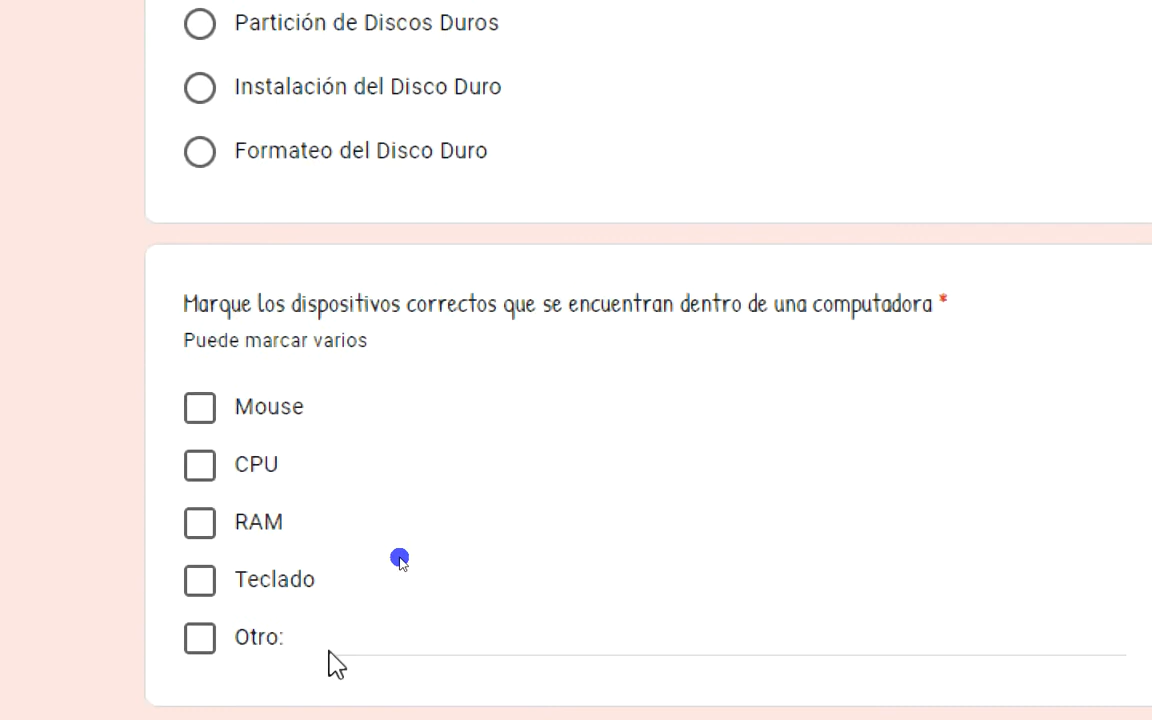 Partición de Discos Duros
Instalación del Disco Duro
Formateo del Disco Duro
Marque los dispositivos correctos que se encuentran dentro de una computadora *
Puede marcar varios
Mouse
CPU
RAM
Teclado
Otro: